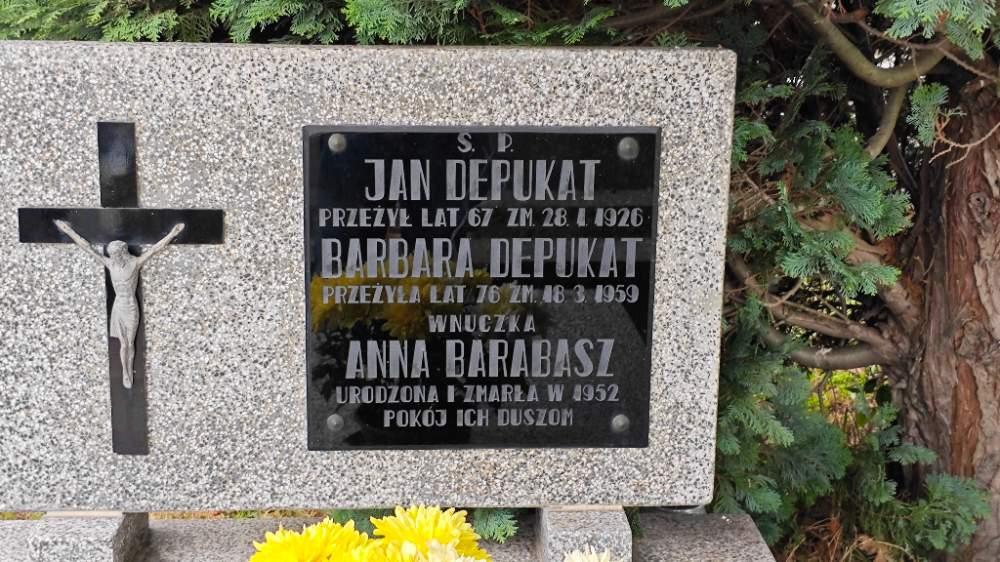 Ś. P.
JAN DEPUKAT
PRZEŻYŁ LAT 67 ZM. 28. 1. 1926
BARBARA DEPUKAT
PRZEŻYŁA LAT 76 ZM. 18. 3. 1959
WNUCZKA
ANNA BARABASZ
URODZONA I ZMARŁA W 1952
POKÓJ ICH DUSZOM